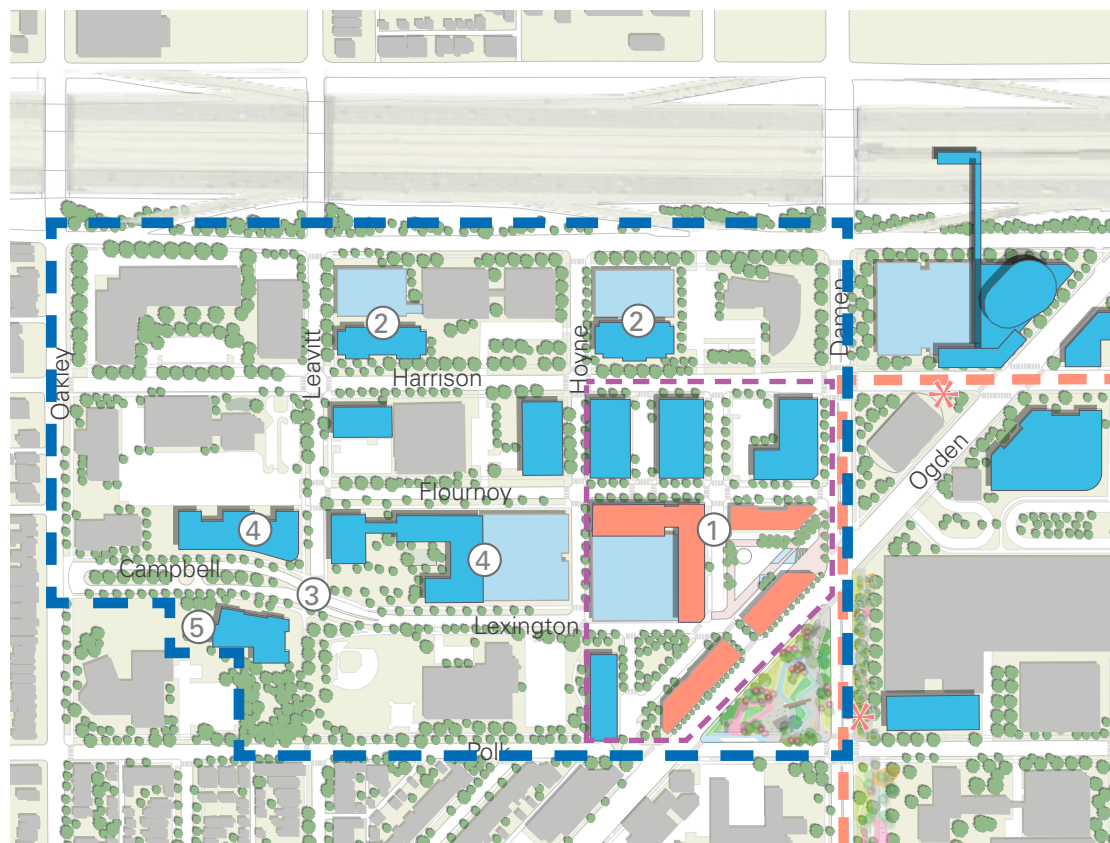 2
2
Damen
Oakley
Leavitt
Hoyne
Harrison
Ogden
Flournoy
4
1
4
Campbell
3
5
Lexington
Polk